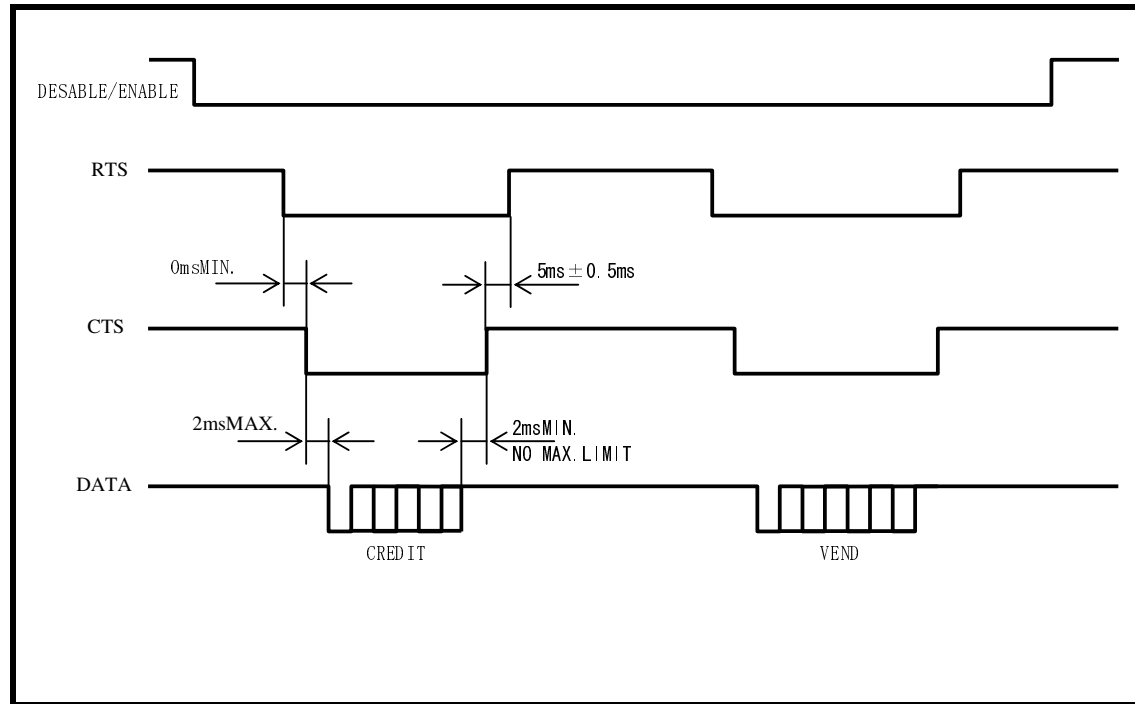 DESABLE/ENABLE
RTS
0msMIN.
5ms±0.5ms
CTS
2msMAX.
2msMIN.
NO MAX.LIMIT
DATA
CREDIT
VEND